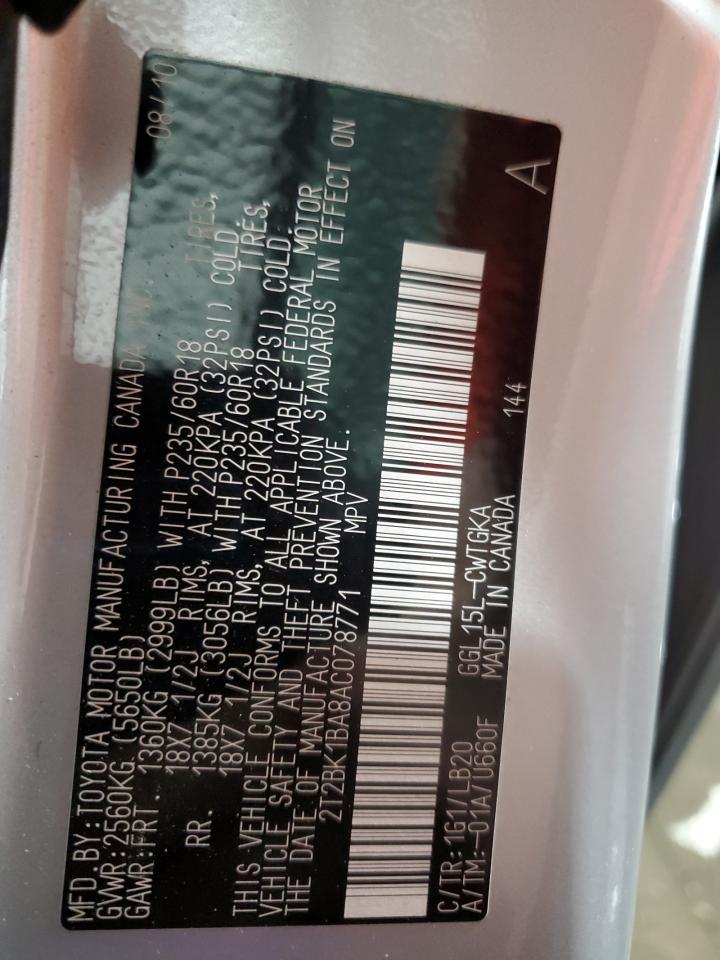 MFD.BY:TOYOTA MOTOR MANUFACTURING CANADA INC. 08/10
GVWR:2560KG(5650LB)
GAWR:FRT. 1360KG (2999LB) WITH P235/60R18 TIRES,
18X7 1/2J RIMS, AT 220KPA (32PSI) COLD
RR. 1385KG (3056LB) WITH P235/60R18 TIRES,
18X7 1/2J RIMS, AT 220KPA (32PSI) COLD.
THIS VEHICLE CONFORMS TO ALL APPLICABLE FEDERAL MOTOR
VEHICLE SAFETY AND THEFT PREVENTION STANDARDS IN EFFECT ON
THE DATE OF MANUFACTURE SHOWN ABOVE.
2T2BK1BA8AC078771 MPV
C/TR:1G1/LB20 GGL15L-CWTGKA
A/TM:-01A/U660F MADE IN CANADA
144
A